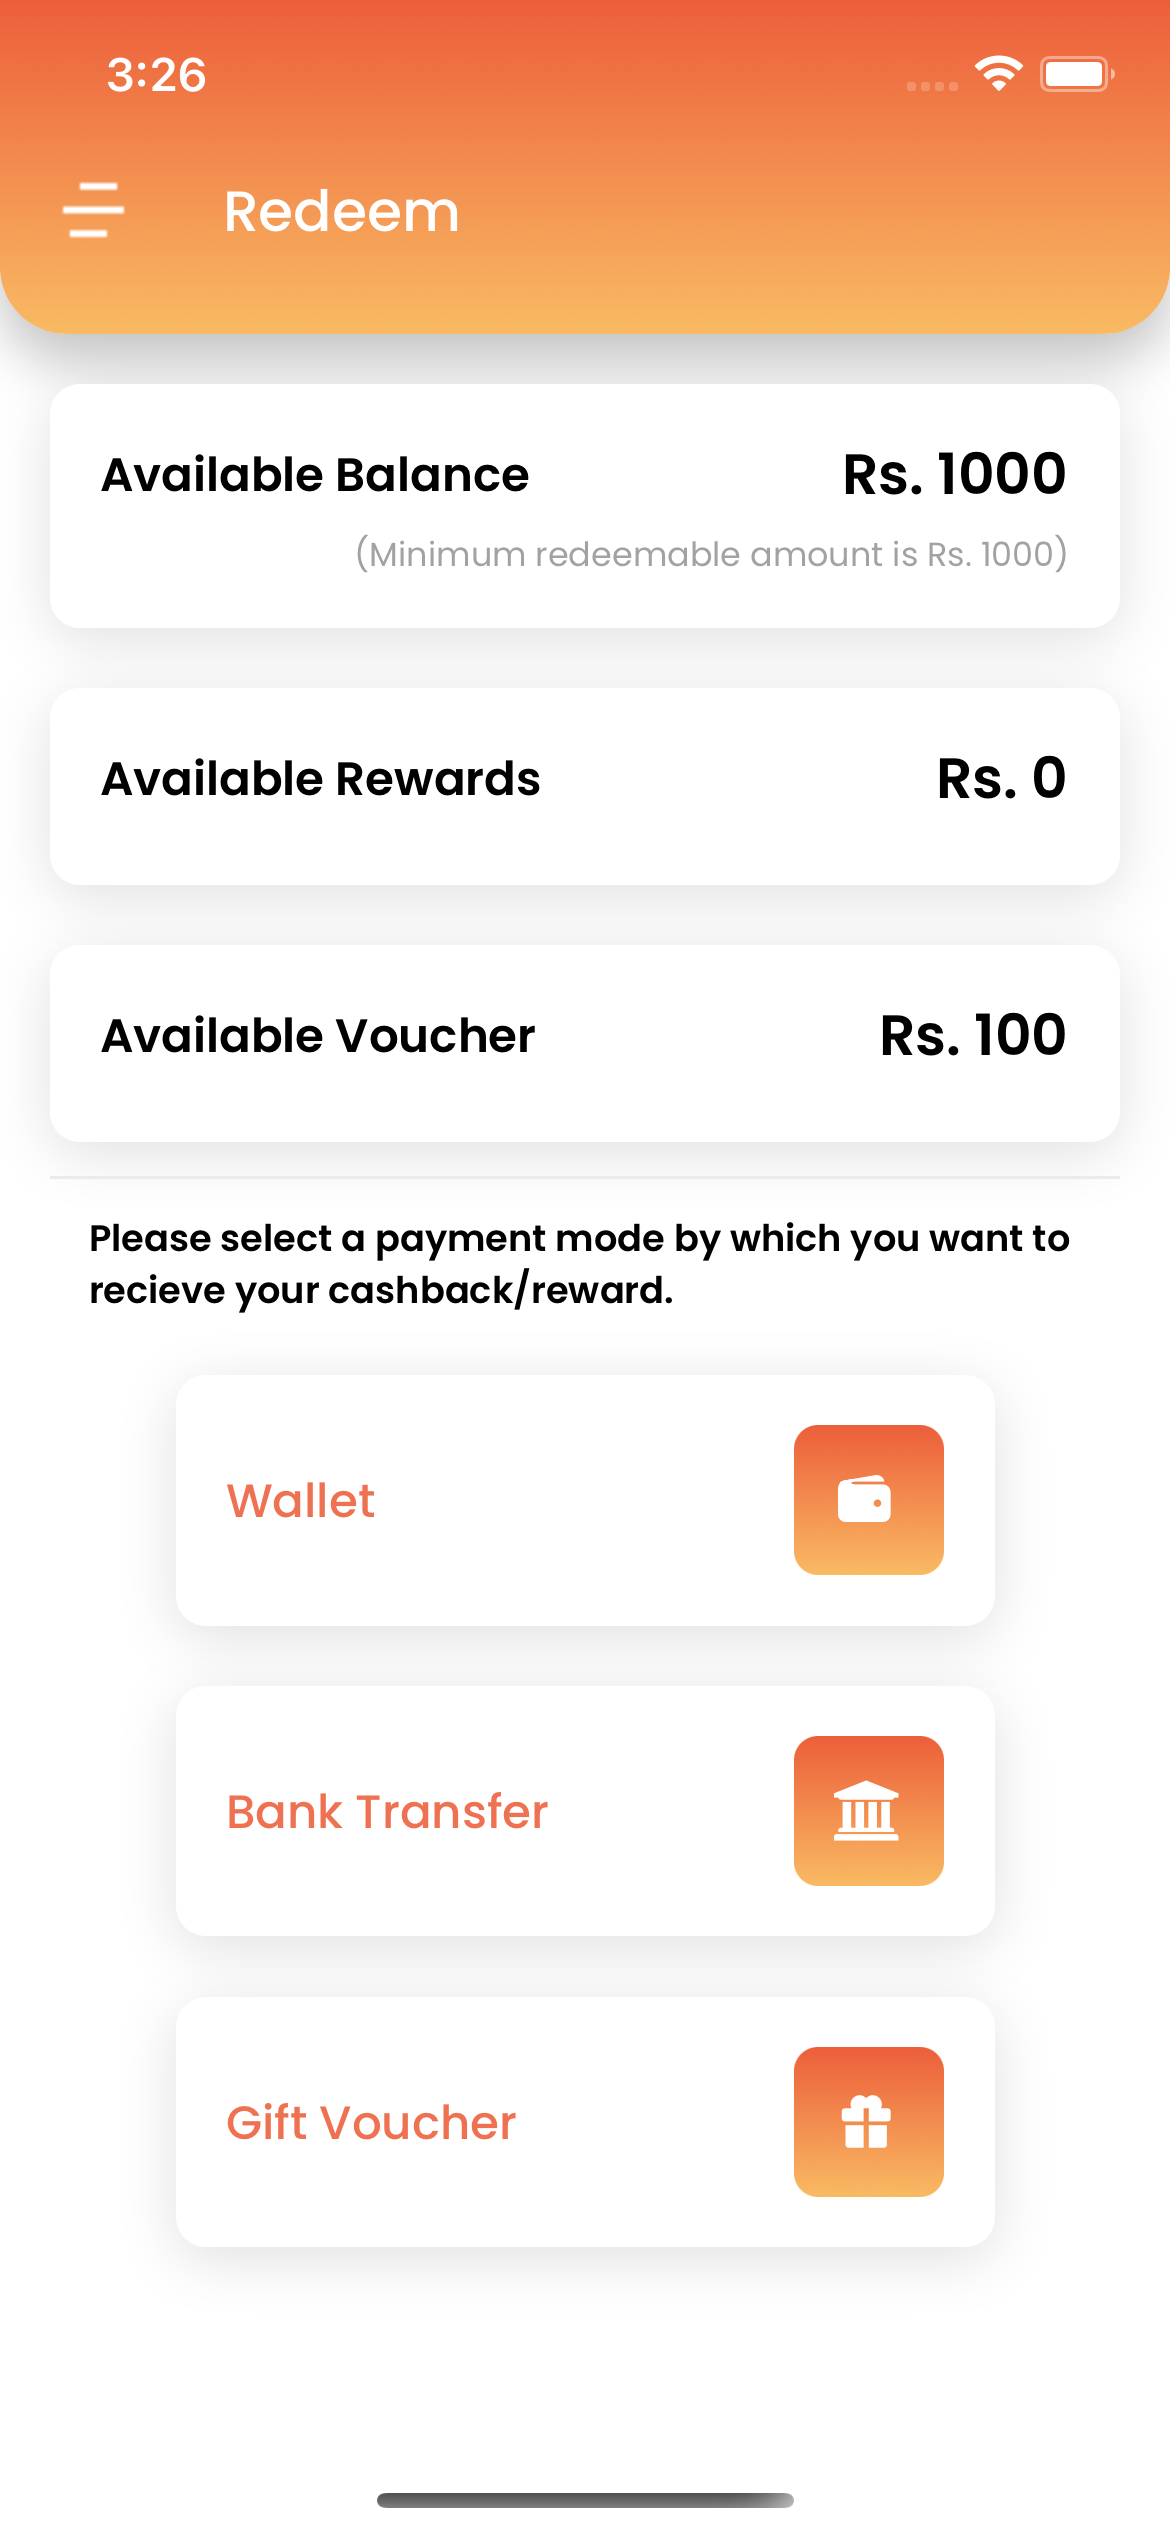 3:26
Redeem
Available Balance
Rs. 1000
(Minimum redeemable amount is Rs. 1000)
Available Rewards
Rs. 0
Available Voucher
Rs. 100
Please select a payment mode by which you want to
recieve your cashback/reward.
Wallet
Bank Transfer
Gift Voucher